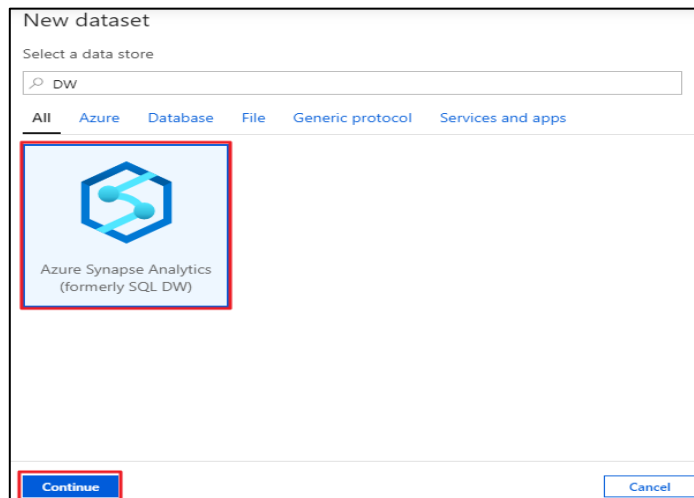 New dataset
Select a data store
DW
All Azure Database File Generic protocol Services and apps
Azure Synapse Analytics
(formerly SQL DW)
Continue Cancel